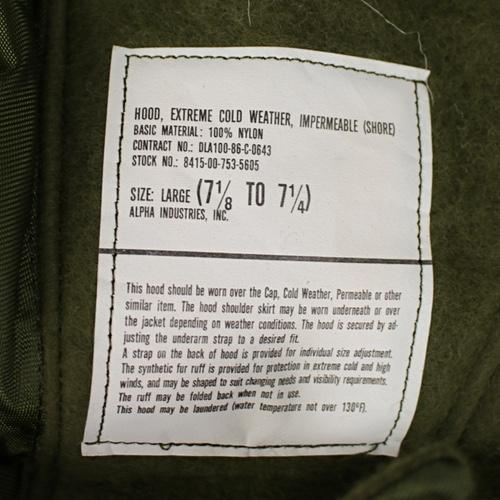 HOOD, EXTREME COLD WEATHER, IMPERMEABLE (SHORE)
BASIC MATERIAL: 100% NYLON
CONTRACT NO.: DLA100-86-C-0643
STOCK NO.: 8415-00-753-5605
SIZE: LARGE (7 1/8 TO 7 1/4)
ALPHA INDUSTRIES, INC.
This hood should be worn over the Cap, Cold Weather, Permeable or other
similar item. The hood shoulder skirt may be worn underneath or over
the jacket depending on weather conditions. The hood is secured by ad-
justing the underarm strap to a desired fit.
A strap on the back of hood is provided for individual size adjustment.
The synthetic fur ruff is provided for protection in extreme cold and high
winds, and may be shaped to suit changing needs and visibility requirements.
The ruff may be folded back when not in use.
This hood may be laundered (water temperature not over 130°F).